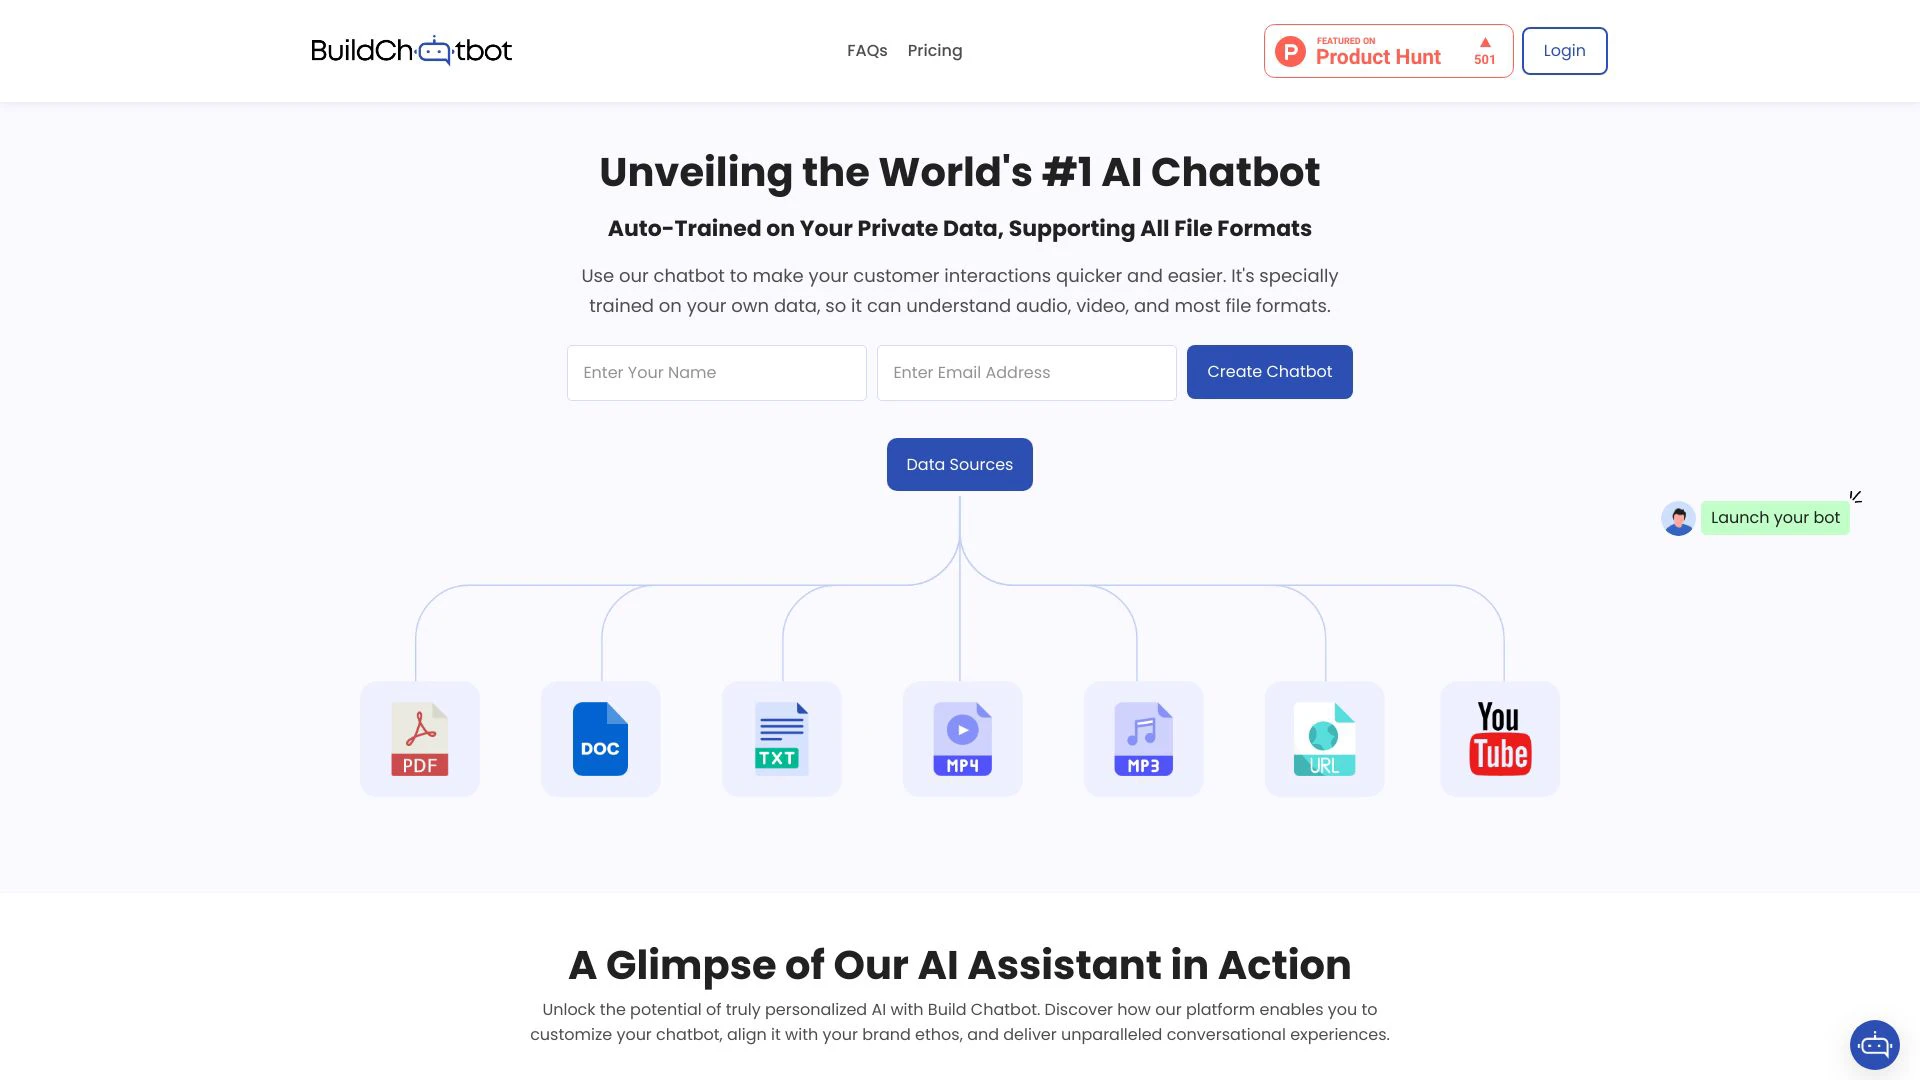 BuildChatbot
FAQs
Pricing
FEATURED ON
Product Hunt
501
Login
Unveiling the World's #1 AI Chatbot
Auto-Trained on Your Private Data, Supporting All File Formats
Use our chatbot to make your customer interactions quicker and easier. It's specially
trained on your own data, so it can understand audio, video, and most file formats.
Enter Your Name
Enter Email Address
Create Chatbot
Data Sources
Launch your bot
PDF
DOC
TXT
MP4
MP3
URL
You
Tube
A Glimpse of Our AI Assistant in Action
Unlock the potential of truly personalized AI with Build Chatbot. Discover how our platform enables you to
customize your chatbot, align it with your brand ethos, and deliver unparalleled conversational experiences.